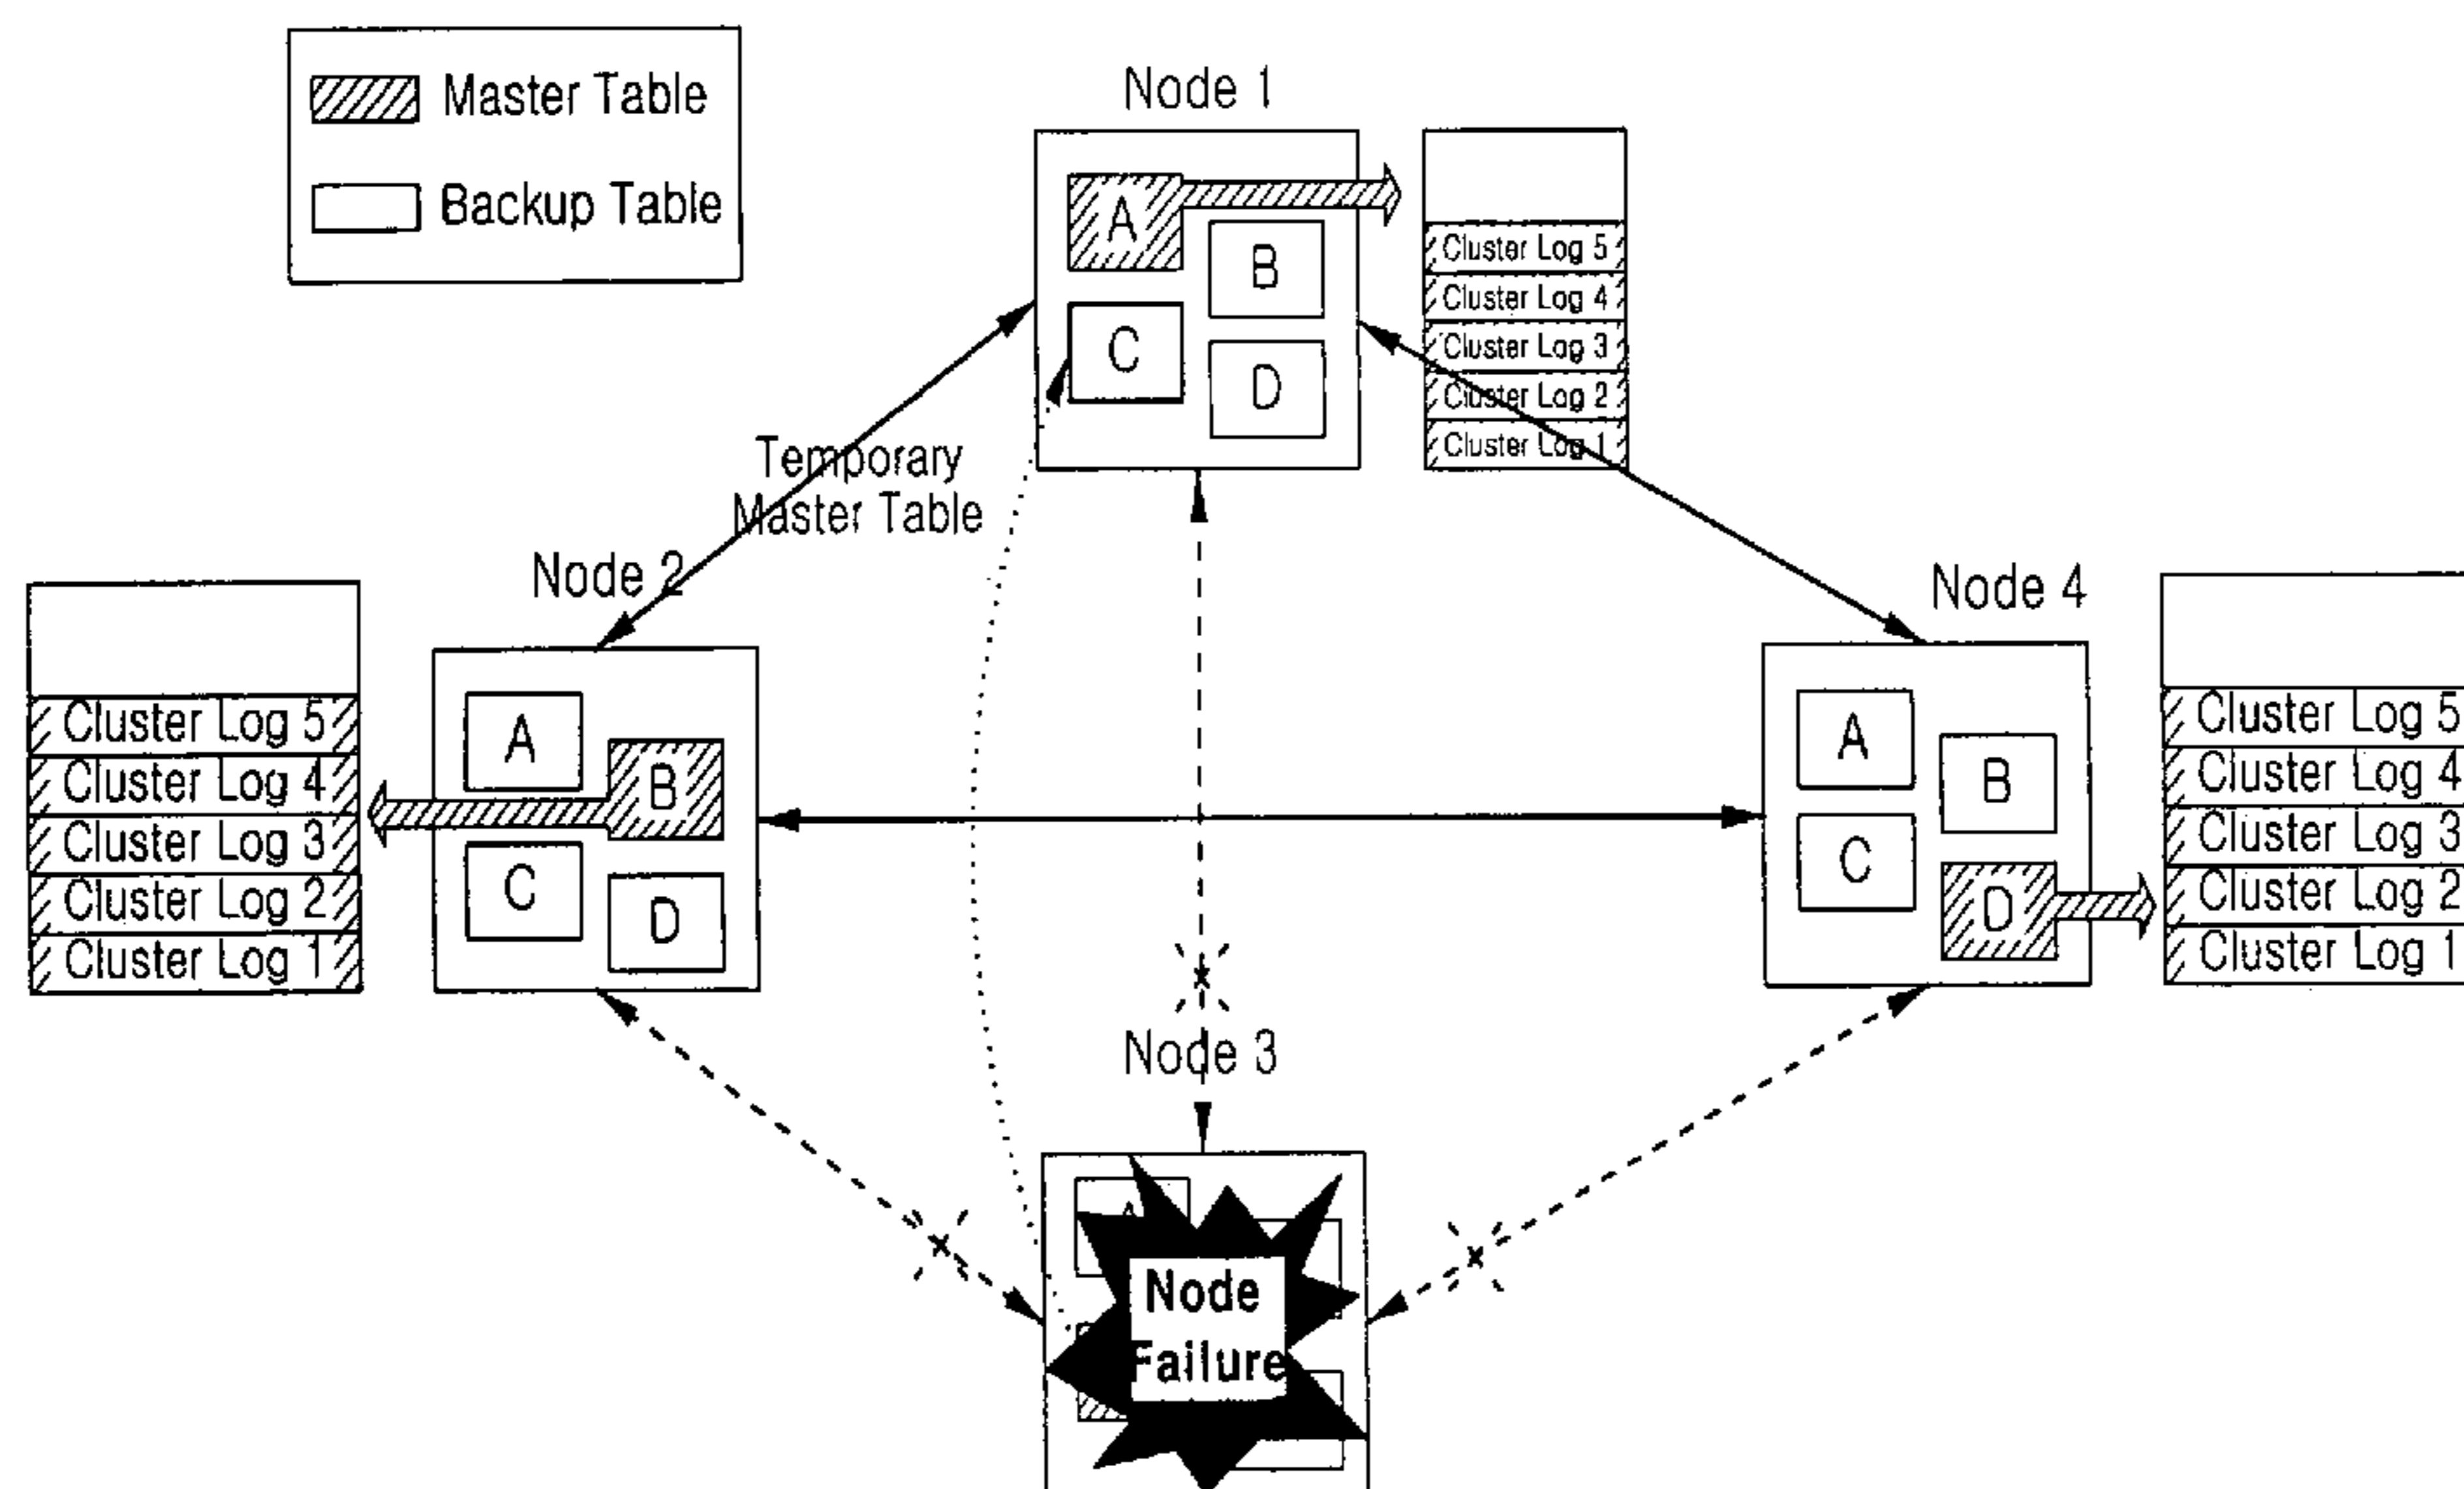 Master Table
Backup Table
Node 1
A
B
C
D
Cluster Log 5
Cluster Log 4
Cluster Log 3
Cluster Log 2
Cluster Log 1
Temporary
Master Table
Node 2
Cluster Log 5
Cluster Log 4
Cluster Log 3
Cluster Log 2
Cluster Log 1
A
B
C
D
Node 4
A
B
C
D
Cluster Log 5
Cluster Log 4
Cluster Log 3
Cluster Log 2
Cluster Log 1
Node 3
Node
Failure